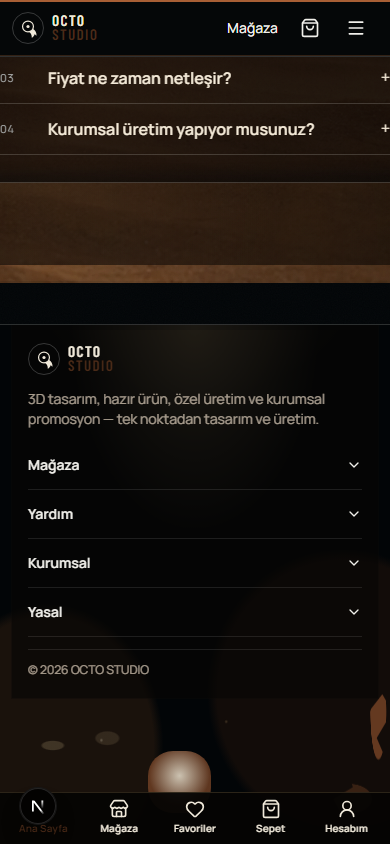 OCTO
STUDIO
Mağaza
03 Fiyat ne zaman netleşir? +
04 Kurumsal üretim yapıyor musunuz? +
OCTO
STUDIO
3D tasarım, hazır ürün, özel üretim ve kurumsal
promosyon — tek noktadan tasarım ve üretim.
Mağaza
Yardım
Kurumsal
Yasal
© 2026 OCTO STUDIO
N
Ana Sayfa Mağaza Favoriler Sepet Hesabım